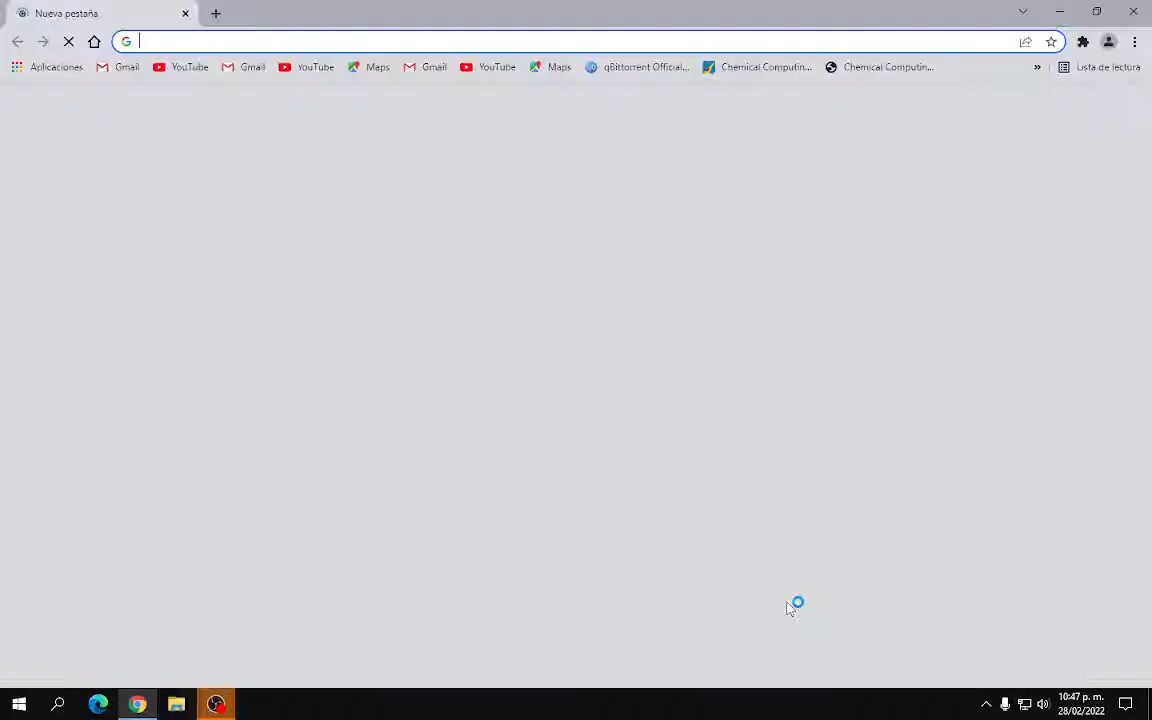 Nueva pestaña
Aplicaciones Gmail YouTube Gmail YouTube Maps Gmail YouTube Maps qBittorrent Official... Chemical Computin... Chemical Computin... » Lista de lectura
10:47 p. m.
28/02/2022